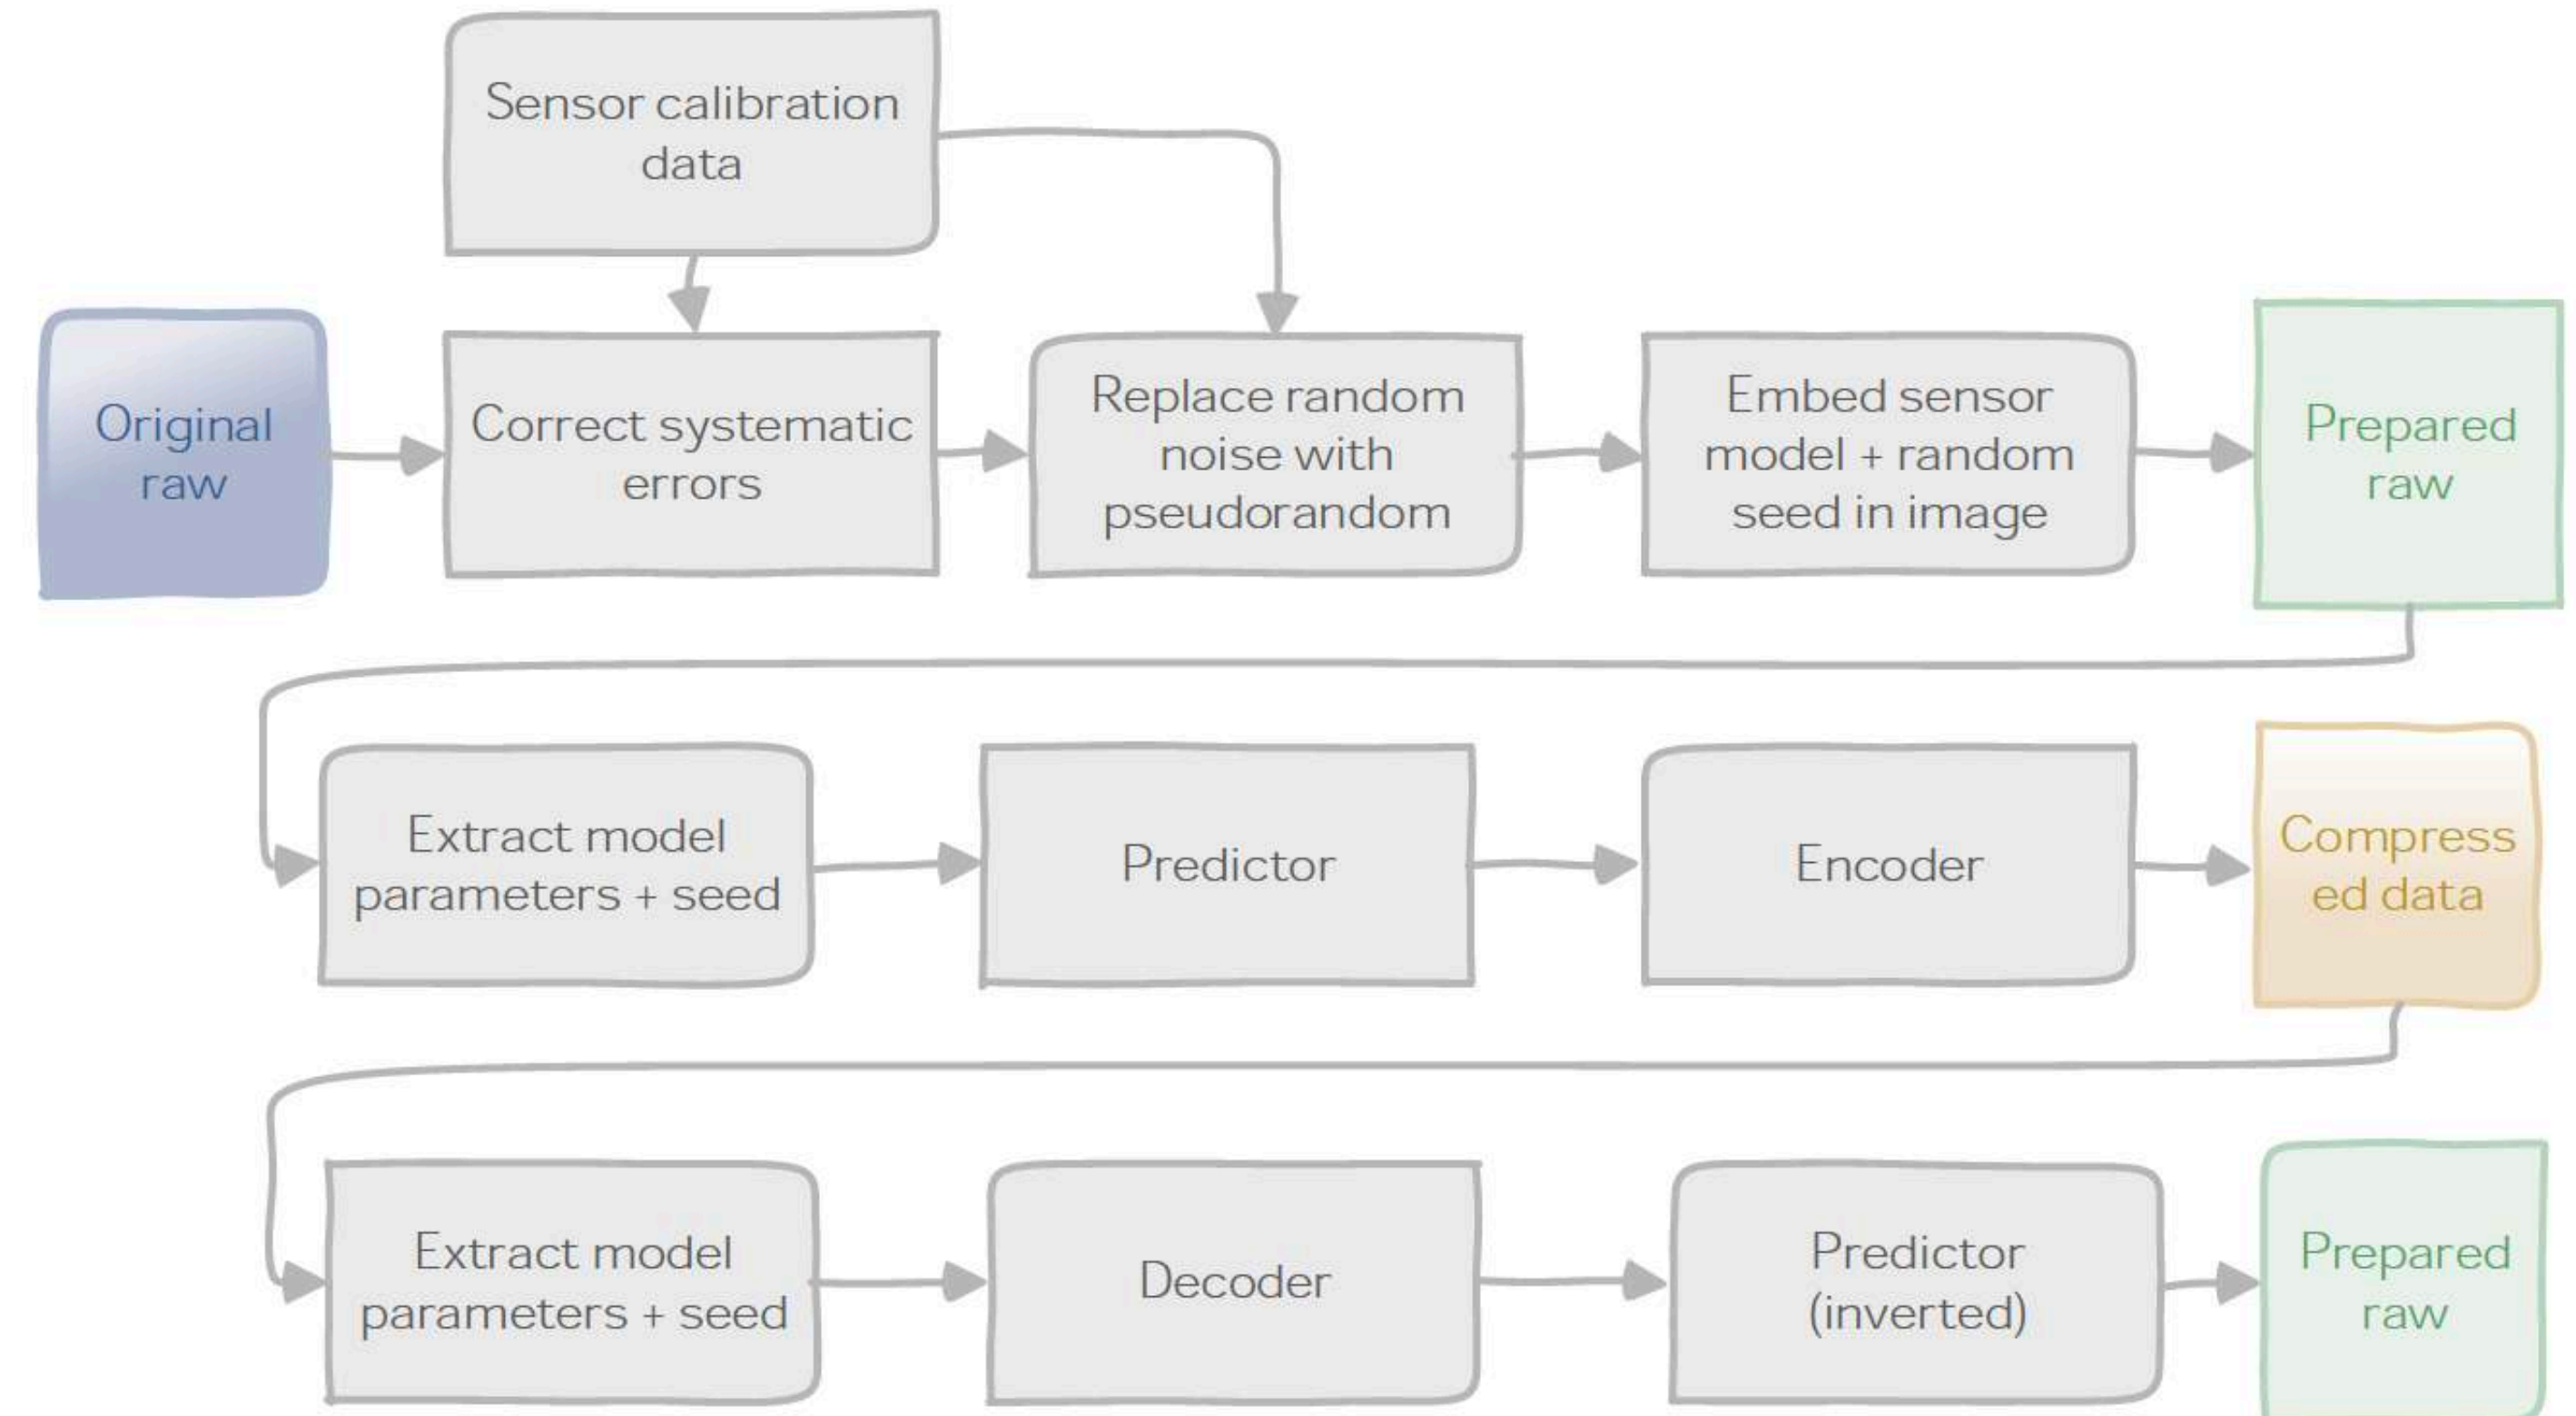 Sensor calibration
data
Original
raw
Correct systematic
errors
Replace random
noise with
pseudorandom
Embed sensor
model + random
seed in image
Prepared
raw
Extract model
parameters + seed
Predictor
Encoder
Compress
ed data
Extract model
parameters + seed
Decoder
Predictor
(inverted)
Prepared
raw